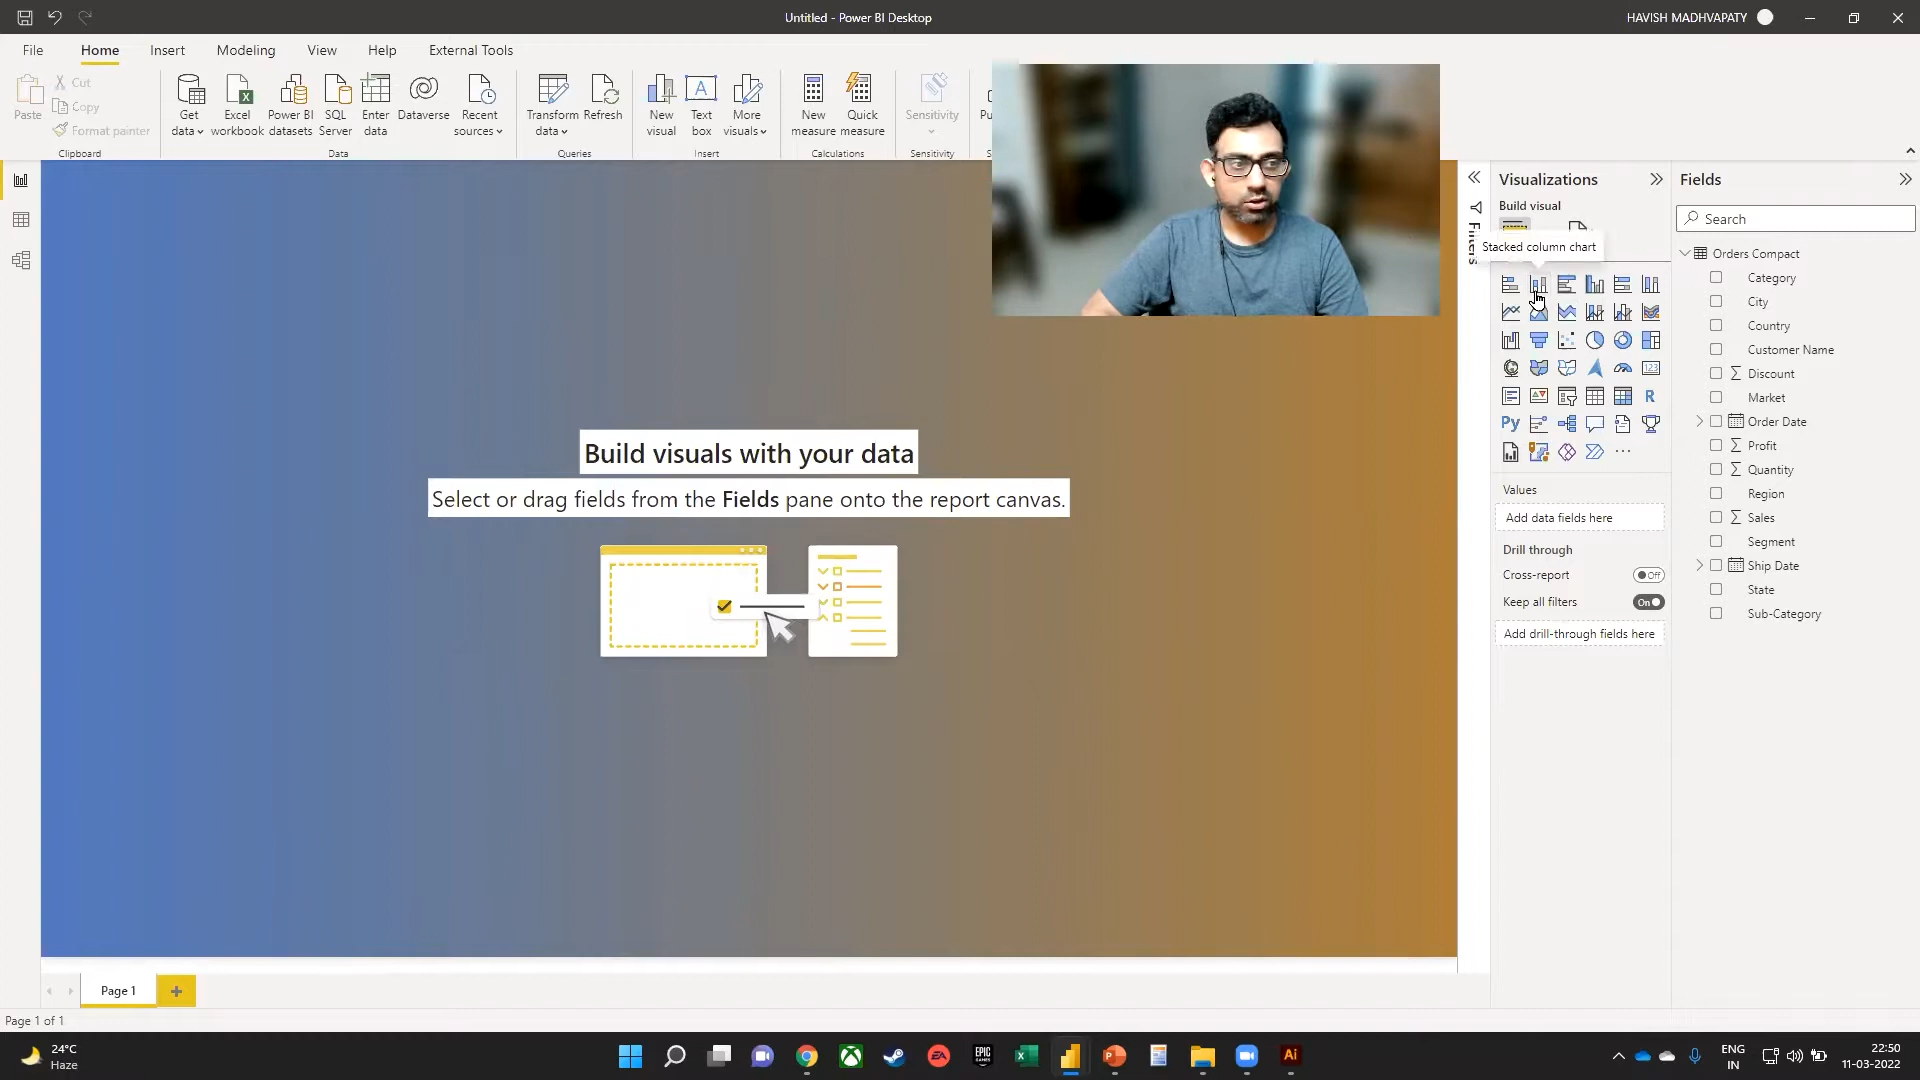 Untitled - Power BI Desktop
HAVISH MADHVAPATY
File Home Insert Modeling View Help External Tools
Paste
Cut
Copy
Format painter
Clipboard
Get data
Excel workbook
Power BI datasets
SQL Server
Enter data
Dataverse
Recent sources
Data
Transform data
Refresh
Queries
New visual
Text box
More visuals
Insert
New measure
Quick measure
Calculations
Sensitivity
Sensitivity
Build visuals with your data
Select or drag fields from the Fields pane onto the report canvas.
Filters
Visualizations
Build visual
Stacked column chart
123
R
Py
Values
Add data fields here
Drill through
Cross-report
Off
Keep all filters
On
Add drill-through fields here
Fields
Search
Orders Compact
Category
City
Country
Customer Name
Discount
Market
Order Date
Profit
Quantity
Region
Sales
Segment
Ship Date
State
Sub-Category
Page 1
Page 1 of 1
24°C
Haze
EA
EPIC GAMES
Ai
ENG
IN
22:50
11-03-2022